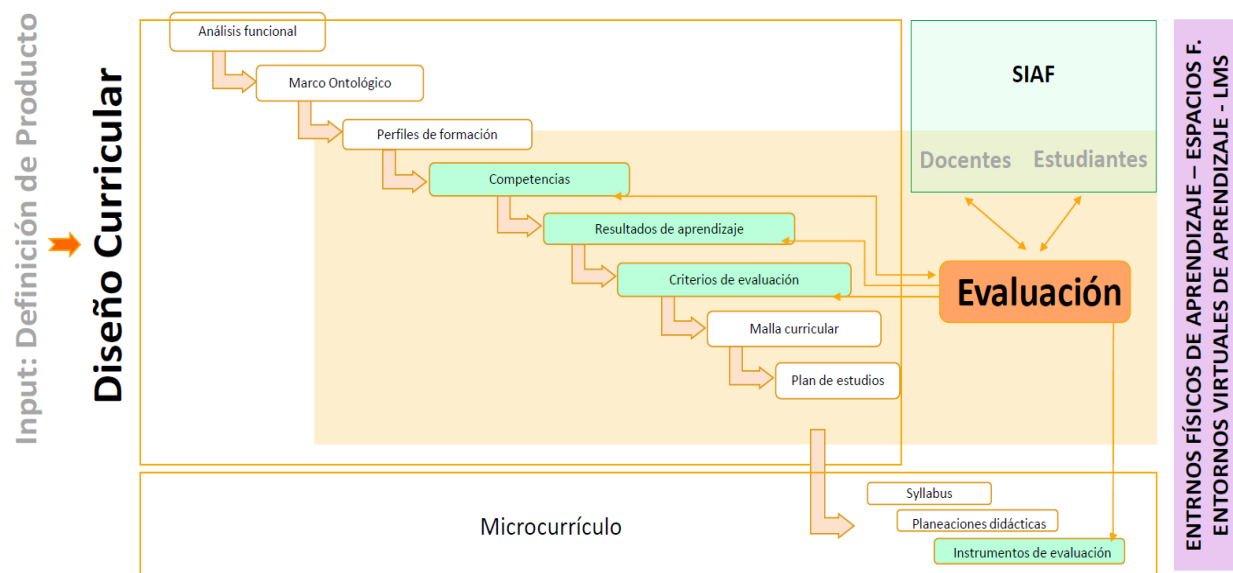 Input: Definición de Producto
Diseño Curricular
Análisis funcional
Marco Ontológico
Perfiles de formación
Competencias
Resultados de aprendizaje
Criterios de evaluación
Malla curricular
Plan de estudios
SIAF
Docentes Estudiantes
Evaluación
Microcurrículo
Syllabus
Planeaciones didácticas
Instrumentos de evaluación
ENTRNOS FÍSICOS DE APRENDIZAJE – ESPACIOS F.
ENTORNOS VIRTUALES DE APRENDIZAJE - LMS